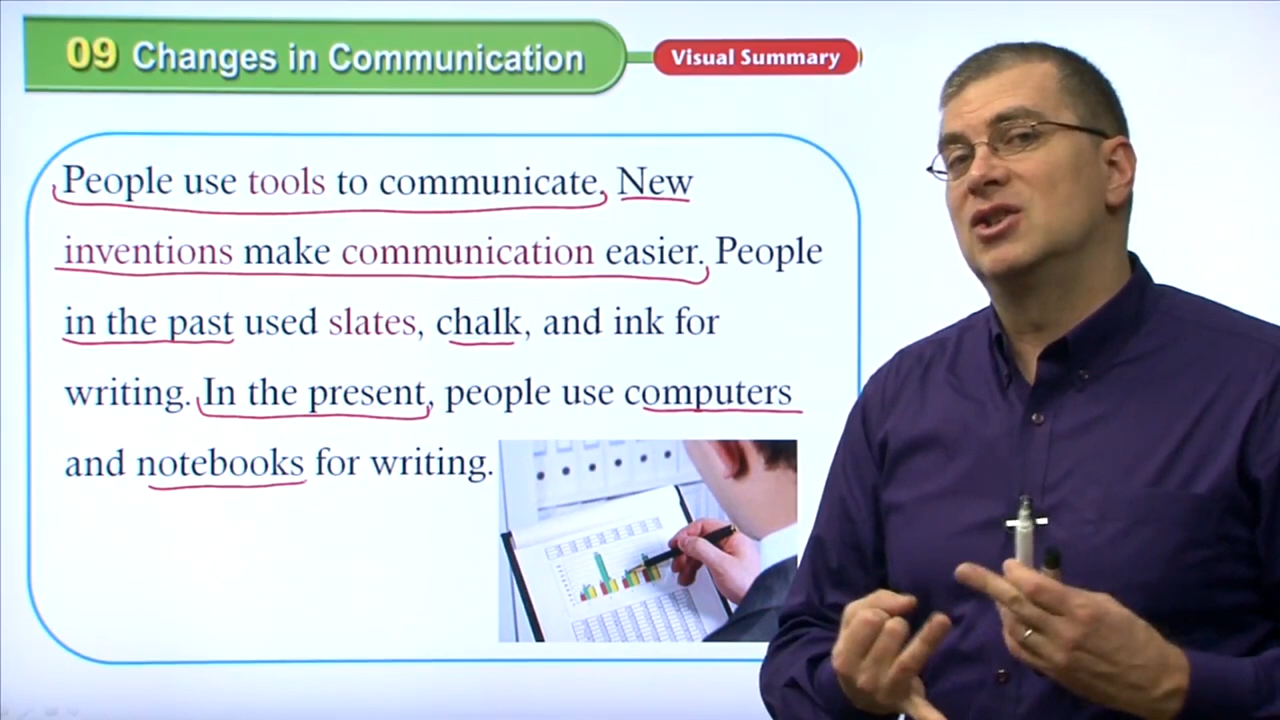 09 Changes in Communication
Visual Summary
People use tools to communicate. New
inventions make communication easier. People
in the past used slates, chalk, and ink for
writing. In the present, people use computers
and notebooks for writing.